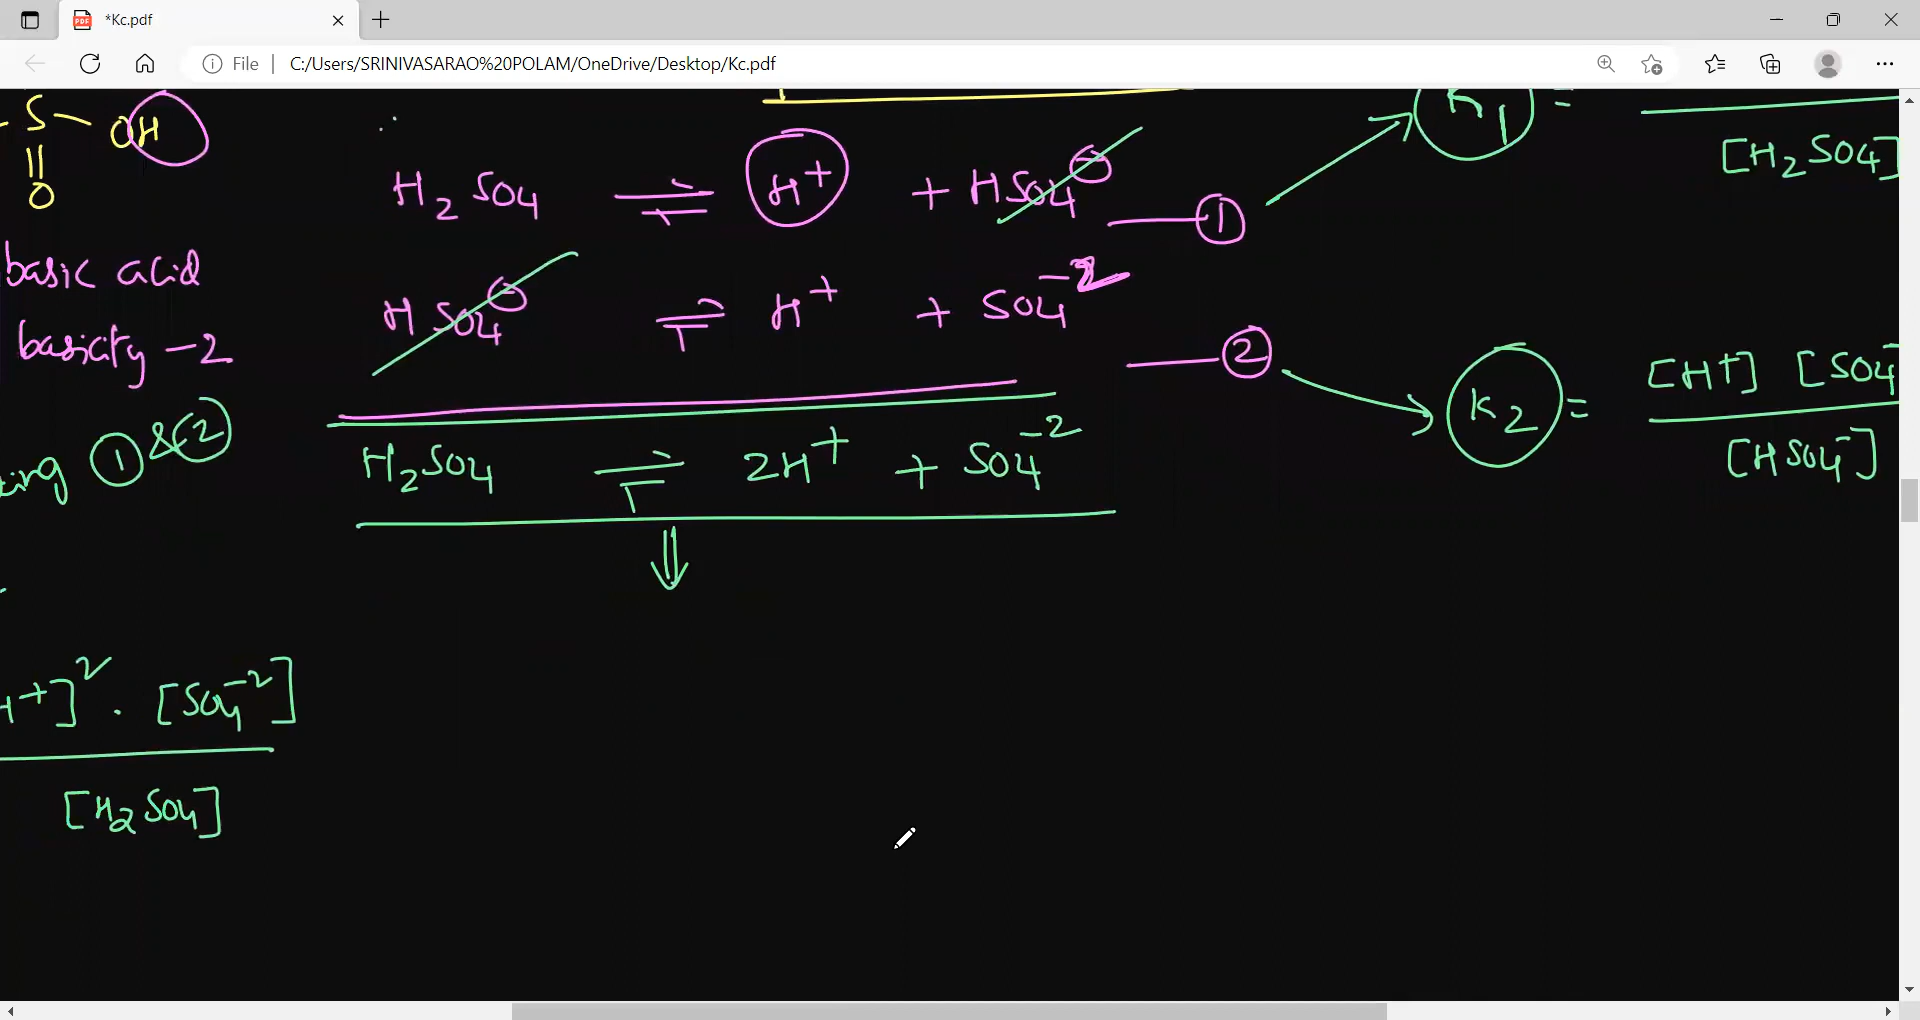 *Kc.pdf
File C:/Users/SRINIVASARAO%20POLAM/OneDrive/Desktop/Kc.pdf
S - OH
O
K1 =
[H2SO4]
H2SO4 ⇌ H+ + HSO4⊖ — ①
basic acid
HSO4⊖ ⇌ H+ + SO4-2 — ②
basicity - 2
K2 = [H+] [SO4-
[HSO4-]
① & ②
H2SO4 ⇌ 2H+ + SO4-2
+]2 . [SO4-2]
[H2SO4]